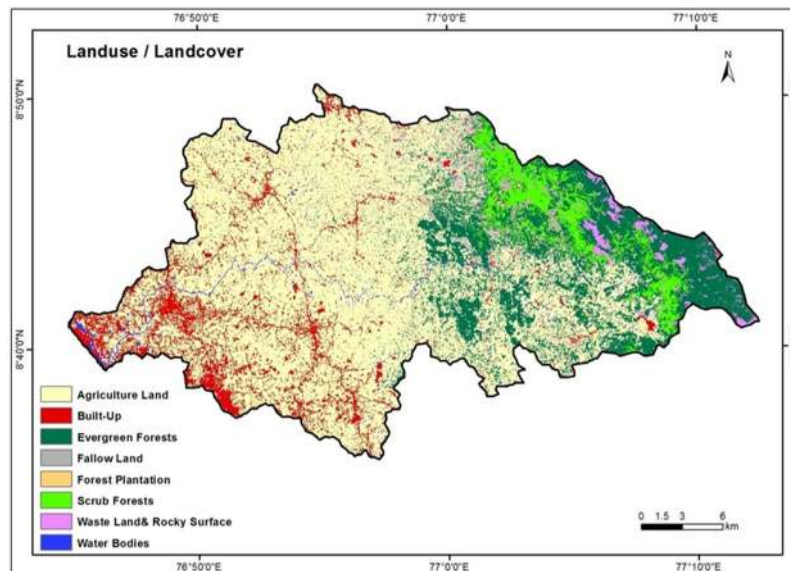 76°50'0"E 77°0'0"E 77°10'0"E
Landuse / Landcover
N
8°50'0"N
8°40'0"N
Agriculture Land
Built-Up
Evergreen Forests
Fallow Land
Forest Plantation
Scrub Forests
Waste Land& Rocky Surface
Water Bodies
0 1.5 3 6
km
76°50'0"E 77°0'0"E 77°10'0"E